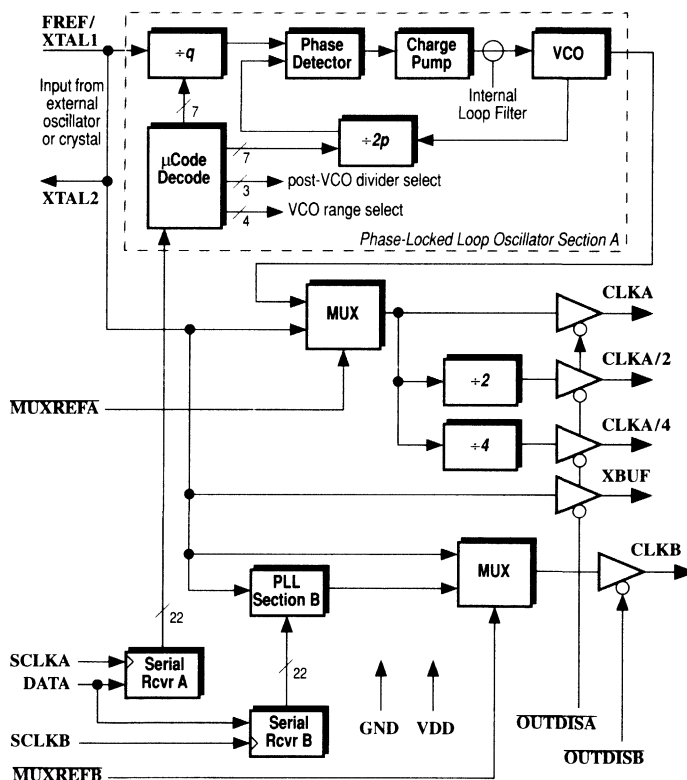 FREF/
XTAL1
÷q
Phase
Detector
Charge
Pump
VCO
Input from
external
oscillator
or crystal
Internal
Loop Filter
7
÷2p
μCode
Decode
7
post-VCO divider select
3
XTAL2
VCO range select
4
Phase-Locked Loop Oscillator Section A
MUX
CLKA
÷2
CLKA/2
MUXREFA
÷4
CLKA/4
XBUF
CLKB
MUX
PLL
Section B
22
SCLKA
Serial
Rcvr A
22
DATA
Serial
Rcvr B
GND
VDD
OUTDISA
SCLKB
OUTDISB
MUXREFB